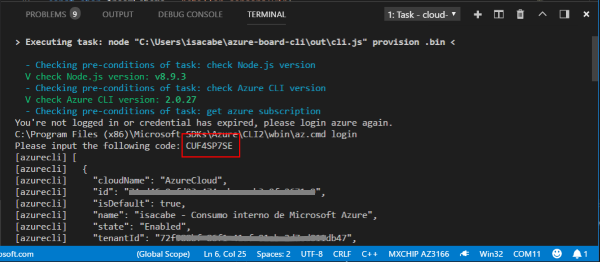 PROBLEMS 9 OUTPUT DEBUG CONSOLE TERMINAL 1: Task - cloud-
> Executing task: node "C:\Users\isacabe\azure-board-cli\out\cli.js" provision .bin <
- Checking pre-conditions of task: check Node.js version
V check Node.js version: v8.9.3
- Checking pre-conditions of task: check Azure CLI version
V check Azure CLI version: 2.0.27
- Checking pre-conditions of task: get azure subscription
You're not logged in or credential has expired, please login azure again.
C:\Program Files (x86)\Microsoft SDKs\Azure\CLI2\wbin\az.cmd login
Please input the following code: CUF4SP7SE
[azurecli] [
[azurecli] {
[azurecli] "cloudName": "AzureCloud",
[azurecli] "id":
[azurecli] "isDefault": true,
[azurecli] "name": "isacabe - Consumo interno de Microsoft Azure",
[azurecli] "state": "Enabled",
[azurecli] "tenantId":
osoft.com (Global Scope) Ln 6, Col 25 Spaces: 2 UTF-8 CRLF C++ MXCHIP AZ3166 Win32 COM11 1